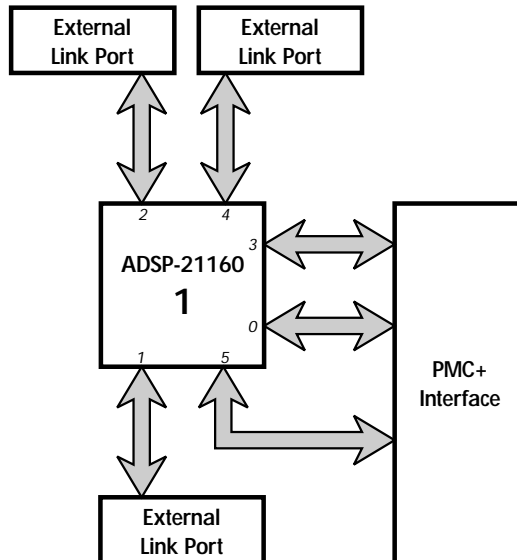 External
Link Port
External
Link Port
2
4
3
ADSP-21160
1
0
1
5
PMC+
Interface
External
Link Port